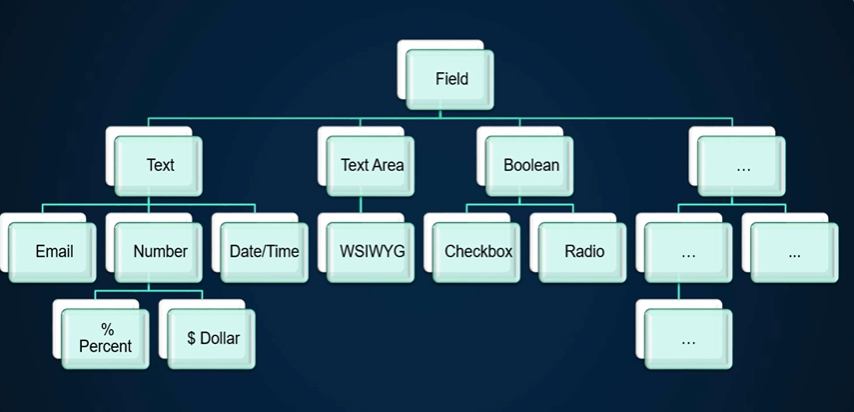 Field
Text
Text Area
Boolean
...
Email
Number
Date/Time
WSIWYG
Checkbox
Radio
...
...
%
Percent
$ Dollar
...